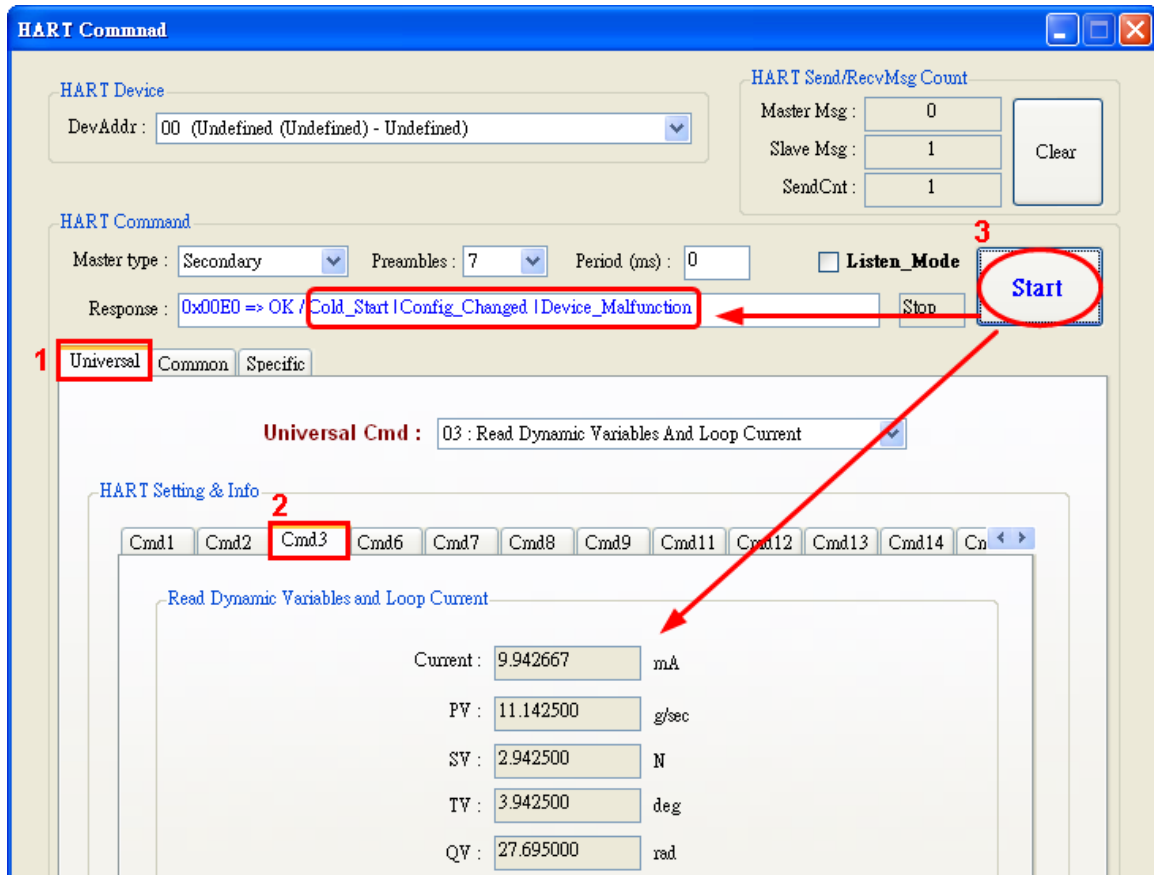 HART Commnad
HART Device
DevAddr : 00 (Undefined (Undefined) - Undefined)
HART Send/RecvMsg Count
Master Msg : 0
Slave Msg : 1
SendCnt : 1
Clear
HART Command
Master type : Secondary Preambles : 7 Period (ms) : 0 Listen_Mode
3
Start
Response : 0x00E0 => OK / Cold_Start | Config_Changed | Device_Malfunction Stop
1 Universal Common Specific
Universal Cmd : 03 : Read Dynamic Variables And Loop Current
HART Setting & Info
2
Cmd1 Cmd2 Cmd3 Cmd6 Cmd7 Cmd8 Cmd9 Cmd11 Cmd12 Cmd13 Cmd14 Cn
Read Dynamic Variables and Loop Current
Current : 9.942667 mA
PV : 11.142500 g/sec
SV : 2.942500 N
TV : 3.942500 deg
QV : 27.695000 rad